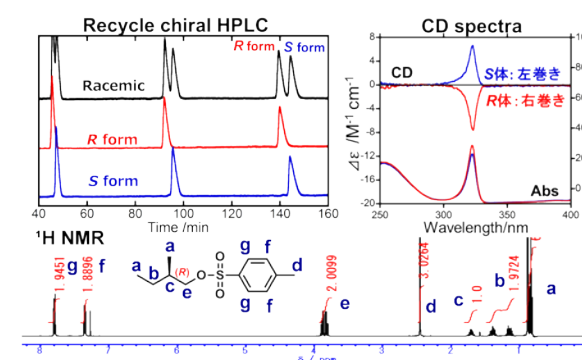 Recycle chiral HPLC
R form
S form
Racemic
R form
S form
40 60 80 100 120 140 160
Time /min
CD spectra
8
4
0
-4
-8
-12
-16
-20
CD
S体：左巻き
R体：右巻き
Abs
Δε /M⁻¹ cm⁻¹
250 300 350 400
Wavelength/nm
¹H NMR
1.9451
g
1.8896
f
a
a
b
c
(R)
e
O
S
O
O
g
f
g
f
d
2.0099
e
3.0264
d
c
1.0
b
1.9724
a
8 7 6 5 4 3 2 1